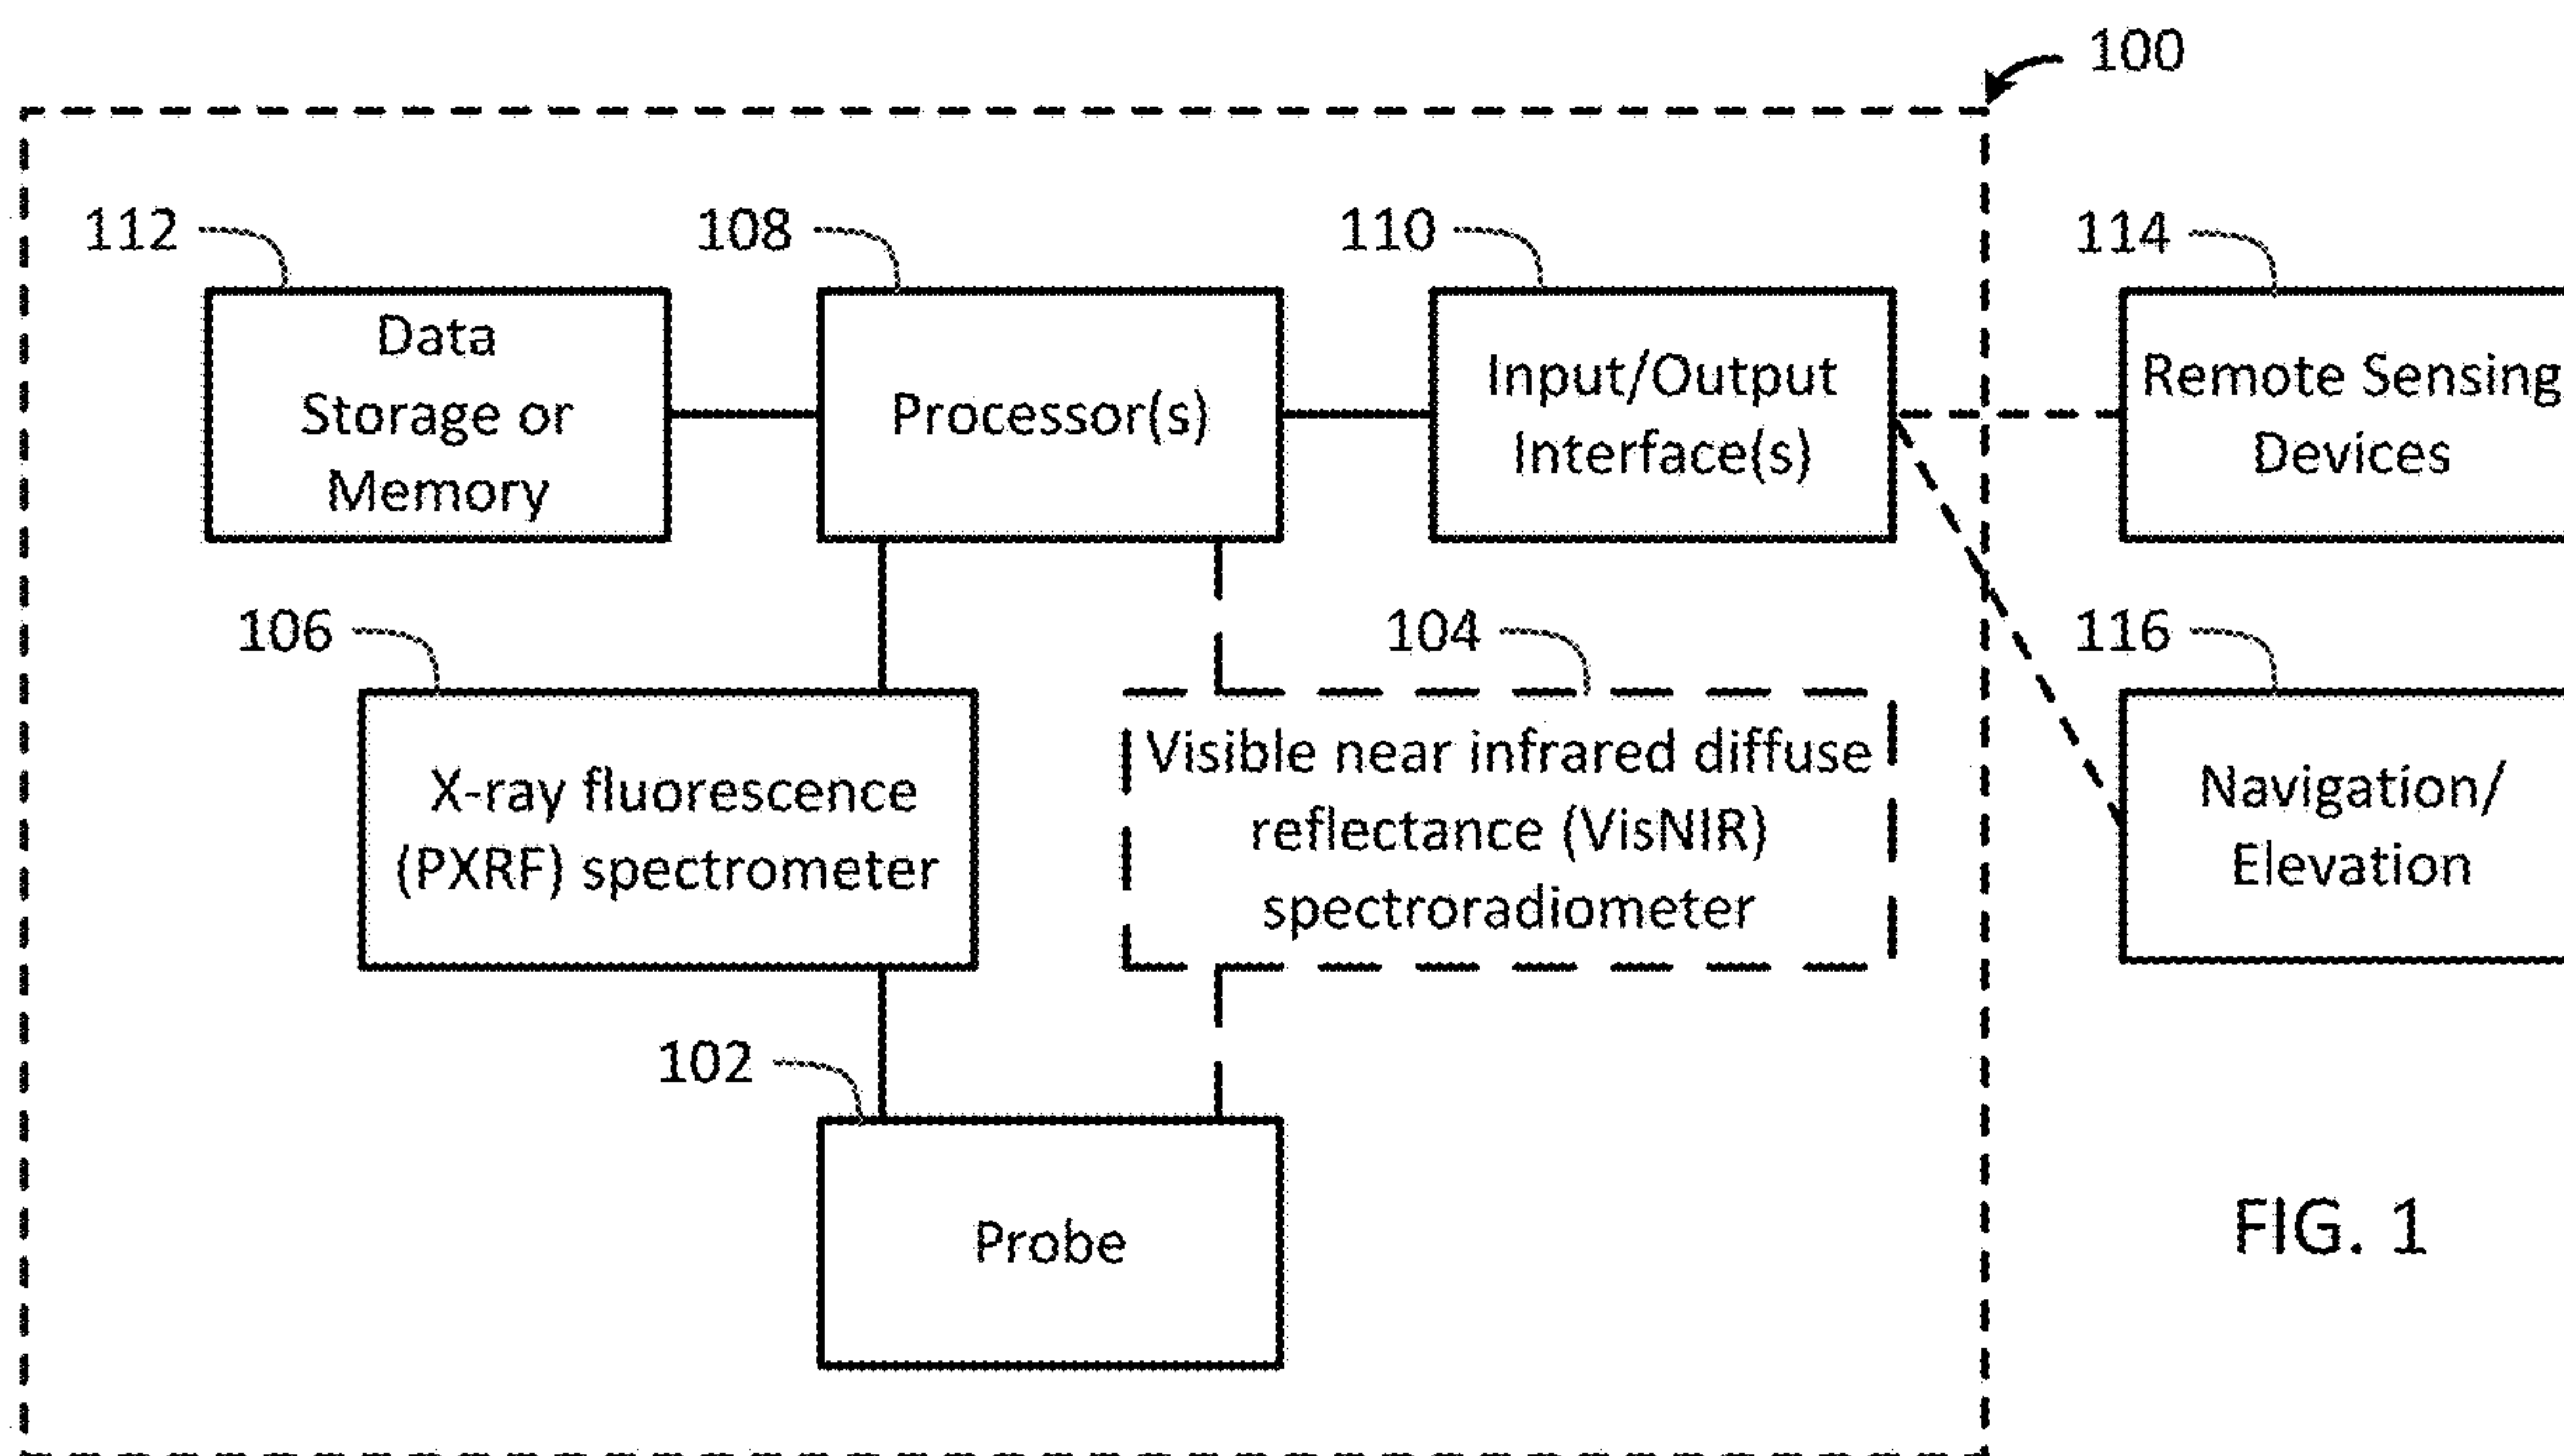 100
112
108
110
114
Data
Storage or
Memory
Processor(s)
Input/Output
Interface(s)
Remote Sensing
Devices
106
104
116
X-ray fluorescence
(PXRF) spectrometer
Visible near infrared diffuse
reflectance (VisNIR)
spectroradiometer
Navigation/
Elevation
102
Probe
FIG. 1